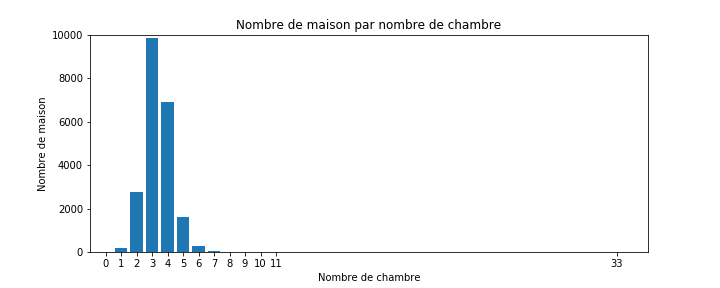 Nombre de maison par nombre de chambre
10000
8000
6000
4000
2000
0
Nombre de maison
0 1 2 3 4 5 6 7 8 9 10 11 33
Nombre de chambre